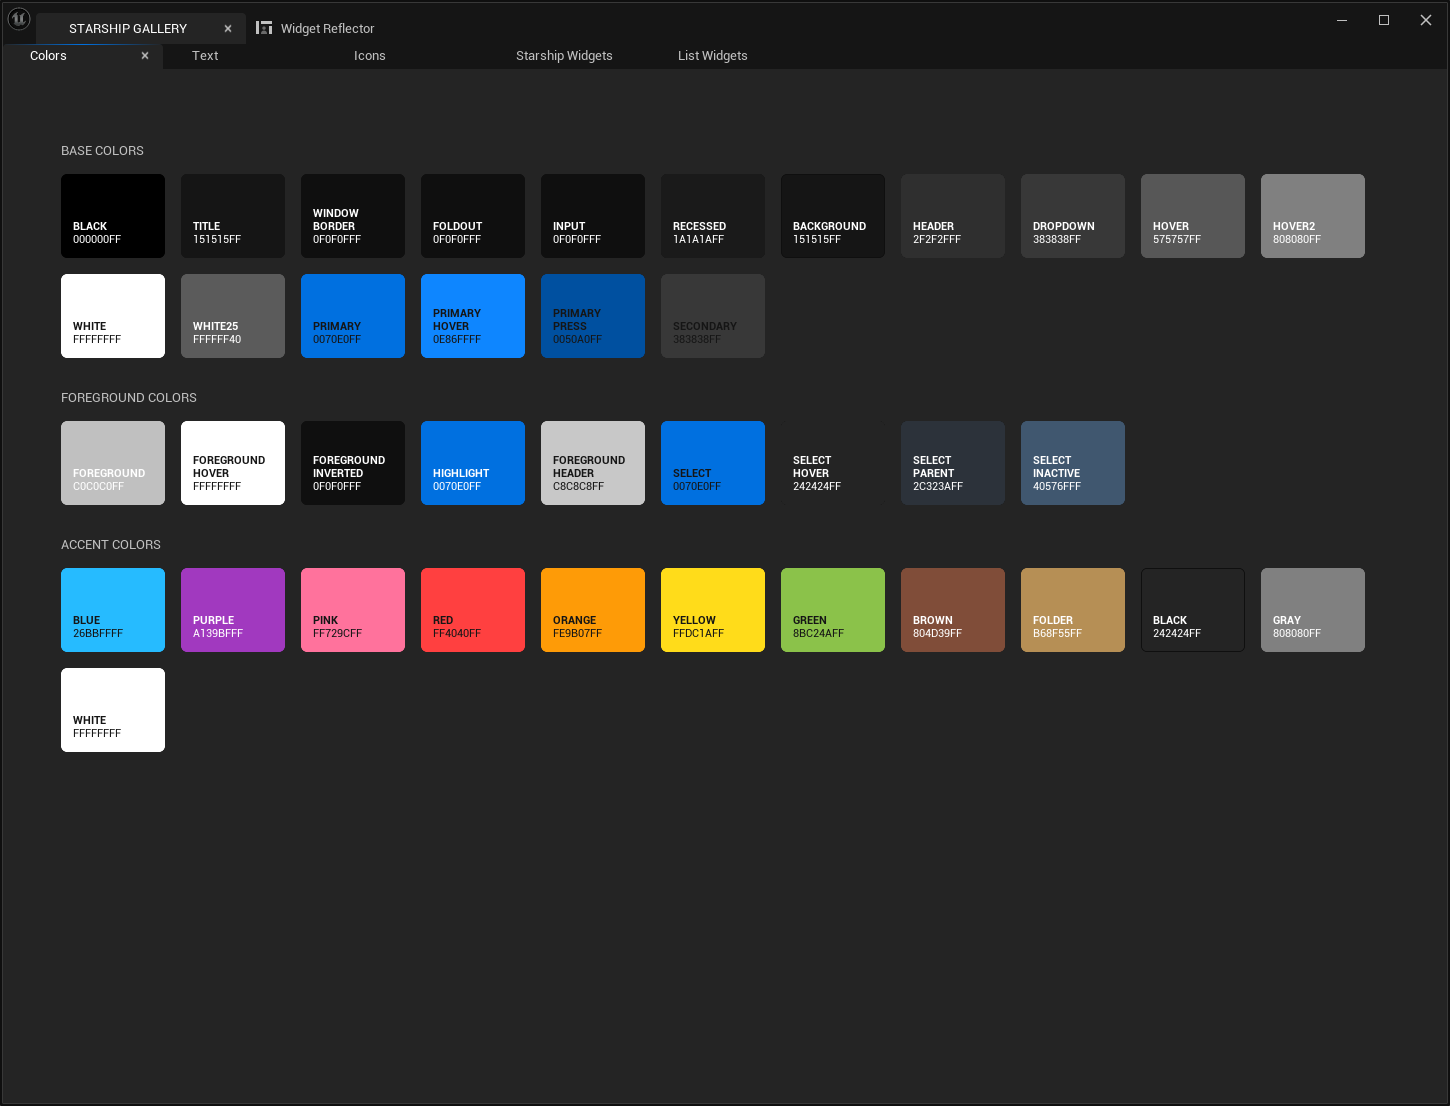 STARSHIP GALLERY
Widget Reflector
Colors
Text
Icons
Starship Widgets
List Widgets
BASE COLORS
BLACK
000000FF
TITLE
151515FF
WINDOW
BORDER
0F0F0FFF
FOLDOUT
0F0F0FFF
INPUT
0F0F0FFF
RECESSED
1A1A1AFF
BACKGROUND
151515FF
HEADER
2F2F2FFF
DROPDOWN
383838FF
HOVER
575757FF
HOVER2
808080FF
WHITE
FFFFFFFF
WHITE25
FFFFFF40
PRIMARY
0070E0FF
PRIMARY
HOVER
0E86FFFF
PRIMARY
PRESS
0050A0FF
SECONDARY
383838FF
FOREGROUND COLORS
FOREGROUND
C0C0C0FF
FOREGROUND
HOVER
FFFFFFFF
FOREGROUND
INVERTED
0F0F0FFF
HIGHLIGHT
0070E0FF
FOREGROUND
HEADER
C8C8C8FF
SELECT
0070E0FF
SELECT
HOVER
242424FF
SELECT
PARENT
2C323AFF
SELECT
INACTIVE
40576FFF
ACCENT COLORS
BLUE
26BBFFFF
PURPLE
A139BFFF
PINK
FF729CFF
RED
FF4040FF
ORANGE
FE9B07FF
YELLOW
FFDC1AFF
GREEN
8BC24AFF
BROWN
804D39FF
FOLDER
B68F55FF
BLACK
242424FF
GRAY
808080FF
WHITE
FFFFFFFF